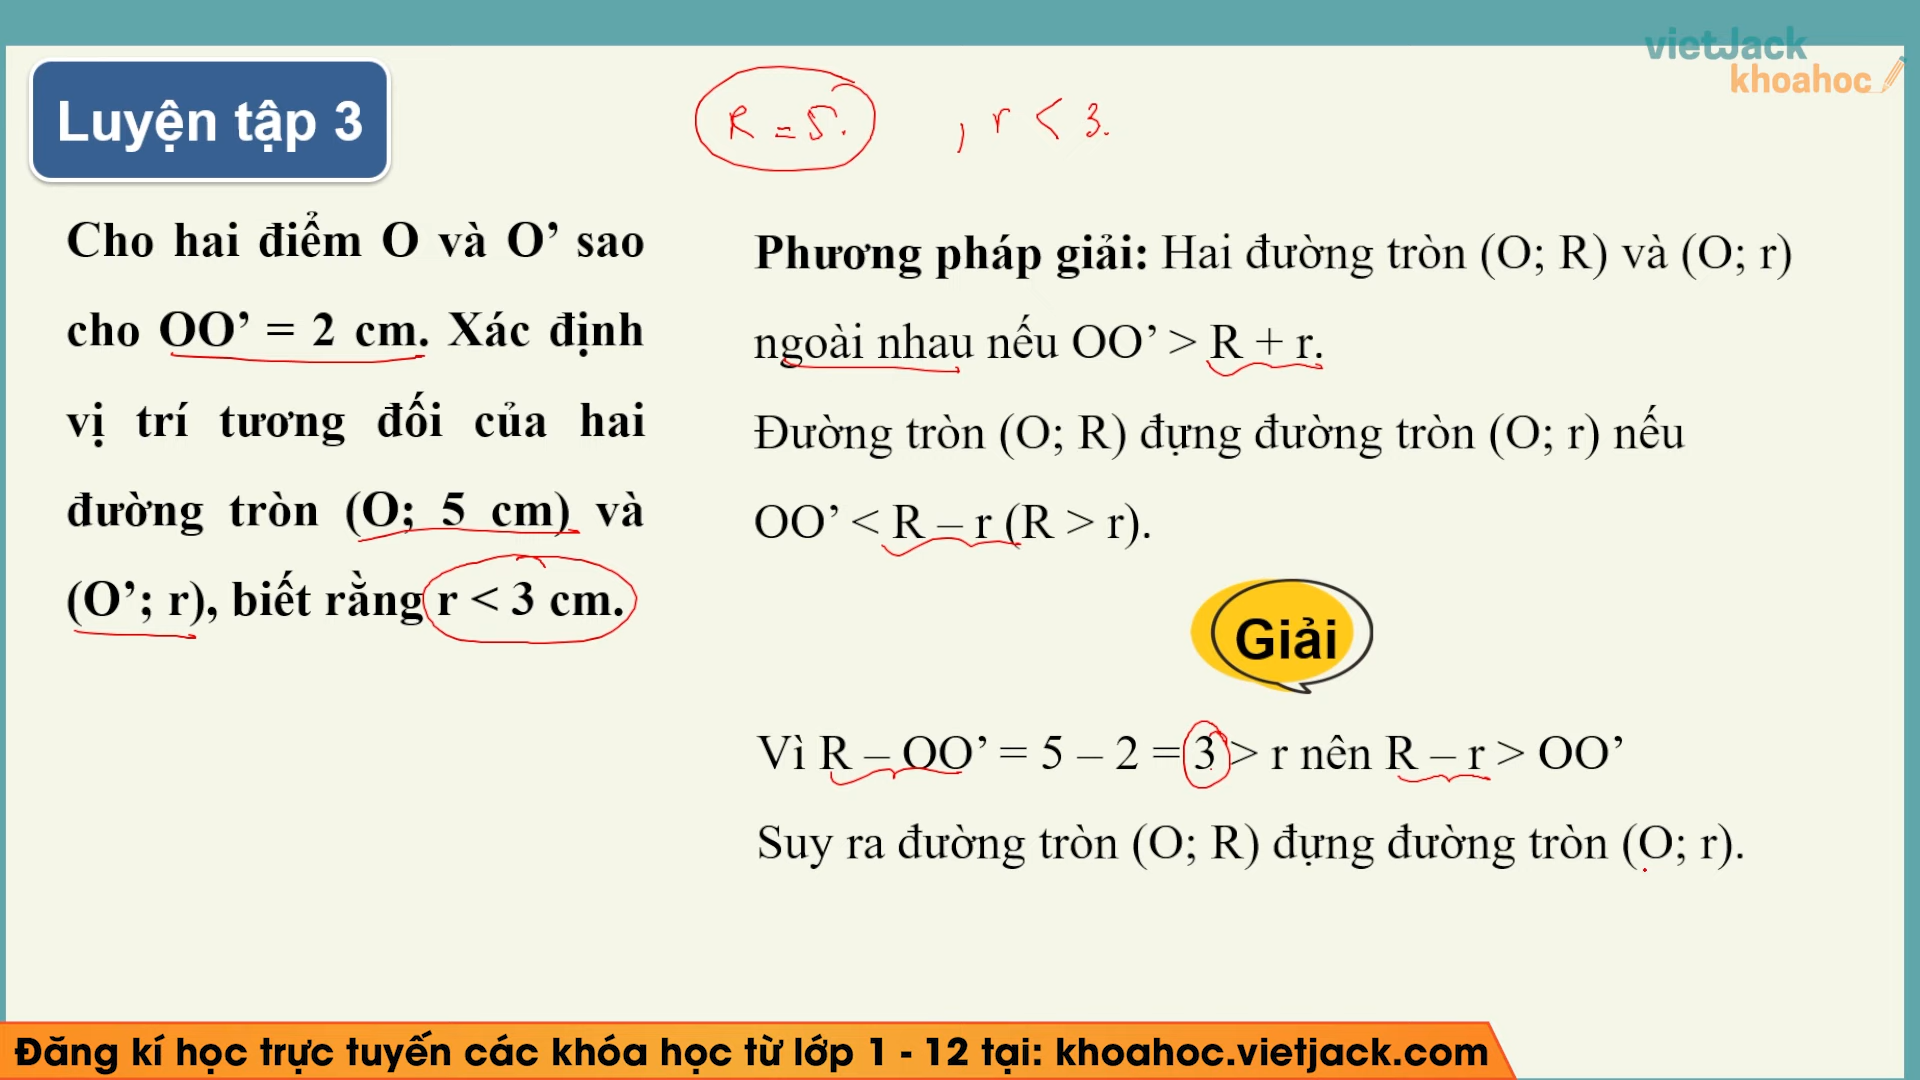 vietJack
khoahoc
Luyện tập 3
R = 5. , r < 3.
Cho hai điểm O và O’ sao
cho OO’ = 2 cm. Xác định
vị trí tương đối của hai
đường tròn (O; 5 cm) và
(O’; r), biết rằng r < 3 cm.
Phương pháp giải: Hai đường tròn (O; R) và (O; r)
ngoài nhau nếu OO’ > R + r.
Đường tròn (O; R) đựng đường tròn (O; r) nếu
OO’ < R – r (R > r).
Giải
Vì R – OO’ = 5 – 2 = 3 > r nên R – r > OO’
Suy ra đường tròn (O; R) đựng đường tròn (O; r).
Đăng kí học trực tuyến các khóa học từ lớp 1 - 12 tại: khoahoc.vietjack.com